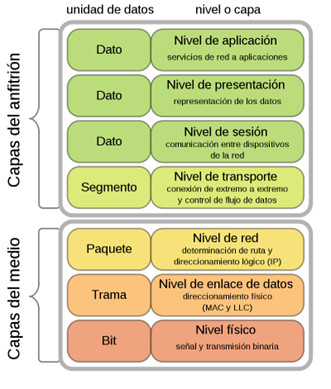 unidad de datos nivel o capa
Capas del anfitrión
Dato
Nivel de aplicación
servicios de red a aplicaciones
Dato
Nivel de presentación
representación de los datos
Dato
Nivel de sesión
comunicación entre dispositivos
de la red
Segmento
Nivel de transporte
conexión de extremo a extremo
y control de flujo de datos
Capas del medio
Paquete
Nivel de red
determinación de ruta y
direccionamiento lógico (IP)
Trama
Nivel de enlace de datos
direccionamiento físico
(MAC y LLC)
Bit
Nivel físico
señal y transmisión binaria